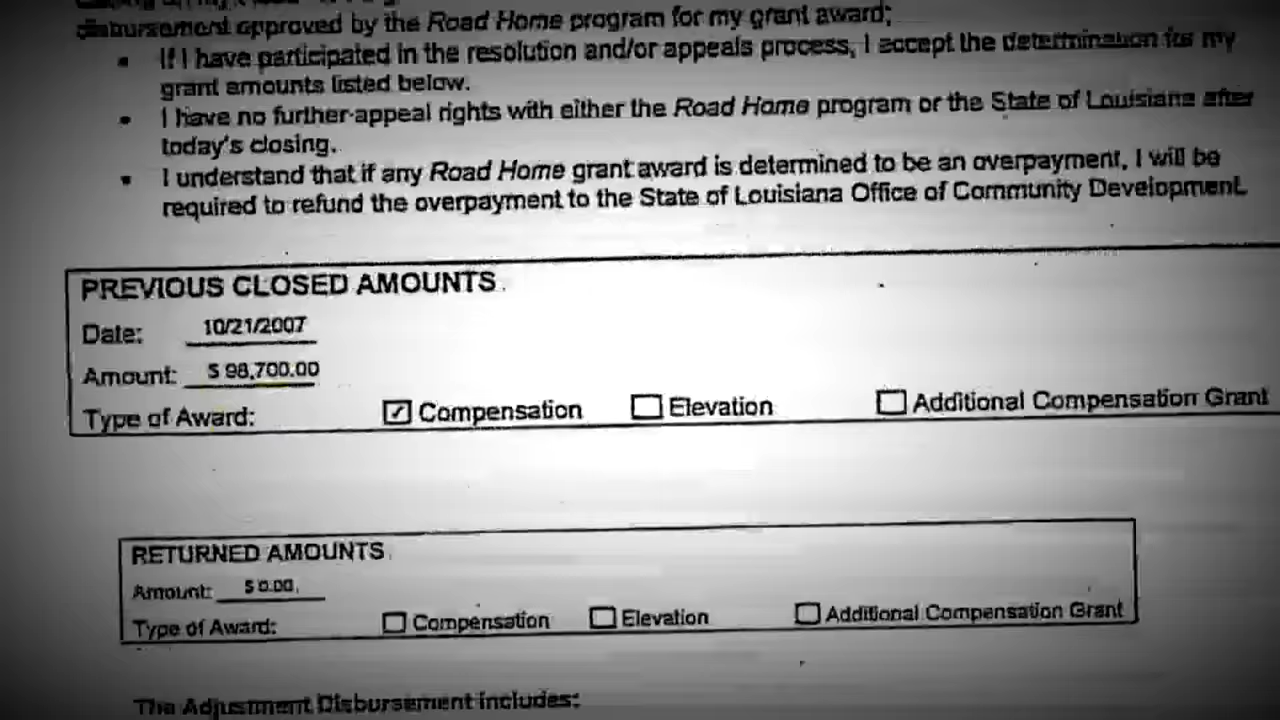 disbursement approved by the Road Home program for my grant award;
• If I have participated in the resolution and/or appeals process, I accept the determination for my
grant amounts listed below.
• I have no further appeal rights with either the Road Home program or the State of Louisiana after
today's closing.
• I understand that if any Road Home grant award is determined to be an overpayment, I will be
required to refund the overpayment to the State of Louisiana Office of Community Development.
PREVIOUS CLOSED AMOUNTS
Date: 10/21/2007
Amount: $ 98,700.00
Type of Award: ☑ Compensation ☐ Elevation ☐ Additional Compensation Grant
RETURNED AMOUNTS
Amount: $ 0.00
Type of Award: ☐ Compensation ☐ Elevation ☐ Additional Compensation Grant
The Adjustment Disbursement includes: